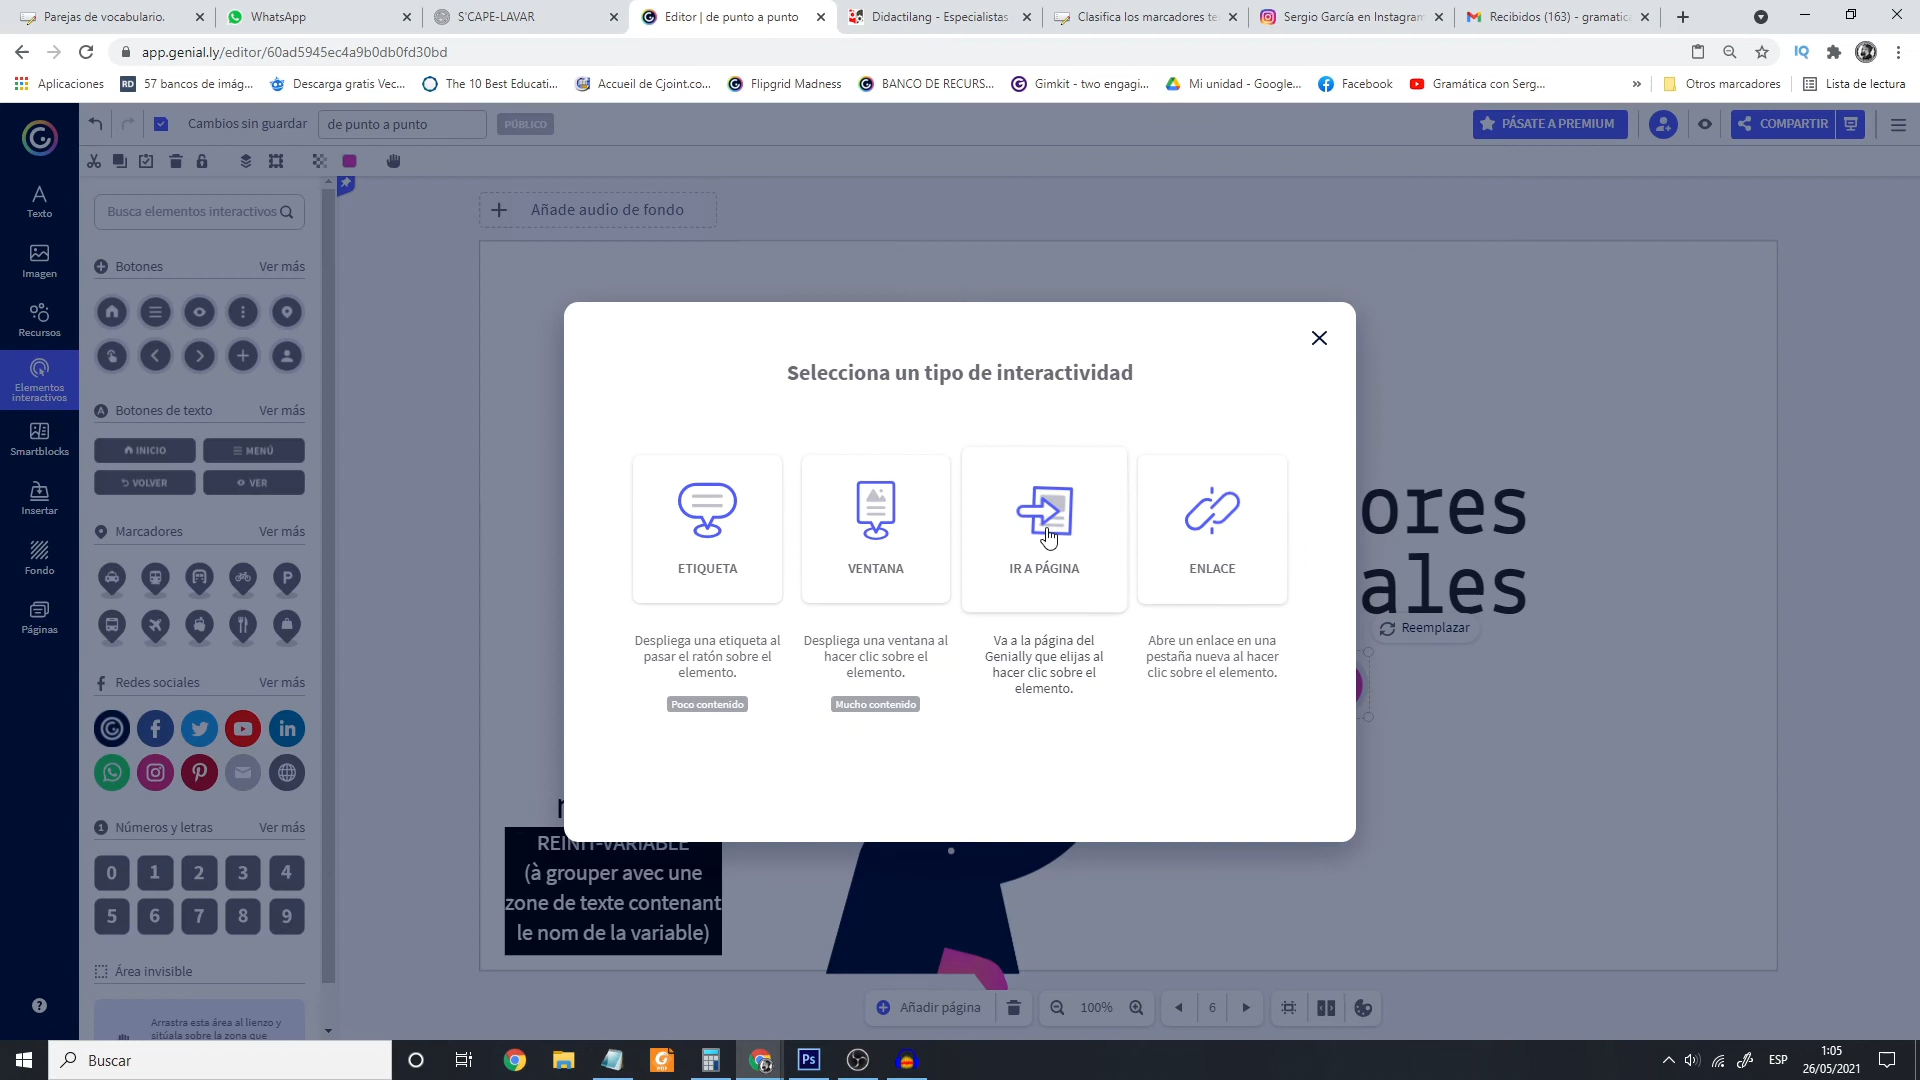 Parejas de vocabulario.
WhatsApp
S'CAPE-LAVAR
Editor | de punto a punto
Didactilang - Especialistas
Clasifica los marcadores te
Sergio García en Instagram
Recibidos (163) - gramatic
app.genial.ly/editor/60ad5945ec4a9b0db0fd30bd
Aplicaciones
RD
57 bancos de imág...
Descarga gratis Vec...
The 10 Best Educati...
Accueil de Cjoint.co...
Flipgrid Madness
BANCO DE RECURS...
Gimkit - two engagi...
Mi unidad - Google...
Facebook
Gramática con Serg...
»
Otros marcadores
Lista de lectura
Cambios sin guardar
de punto a punto
PÚBLICO
PÁSATE A PREMIUM
COMPARTIR
Texto
Imagen
Recursos
Elementos
interactivos
Smartblocks
Insertar
Fondo
Páginas
Busca elementos interactivos
Botones
Ver más
Botones de texto
Ver más
INICIO
MENÚ
VOLVER
VER
Marcadores
Ver más
P
Redes sociales
Ver más
Números y letras
Ver más
0
1
2
3
4
5
6
7
8
9
Área invisible
Arrastra esta área al lienzo y
sitúala sobre la zona que
Añade audio de fondo
Selecciona un tipo de interactividad
ETIQUETA
VENTANA
IR A PÁGINA
ENLACE
Despliega una etiqueta al
pasar el ratón sobre el
elemento.
Poco contenido
Despliega una ventana al
hacer clic sobre el
elemento.
Mucho contenido
Va a la página del
Genially que elijas al
hacer clic sobre el
elemento.
Abre un enlace en una
pestaña nueva al hacer
clic sobre el elemento.
ores
ales
Reemplazar
REINIT-VARIABLE
(à grouper avec une
zone de texte contenant
le nom de la variable)
Añadir página
100%
6
Buscar
Ps
ESP
1:05
26/05/2021